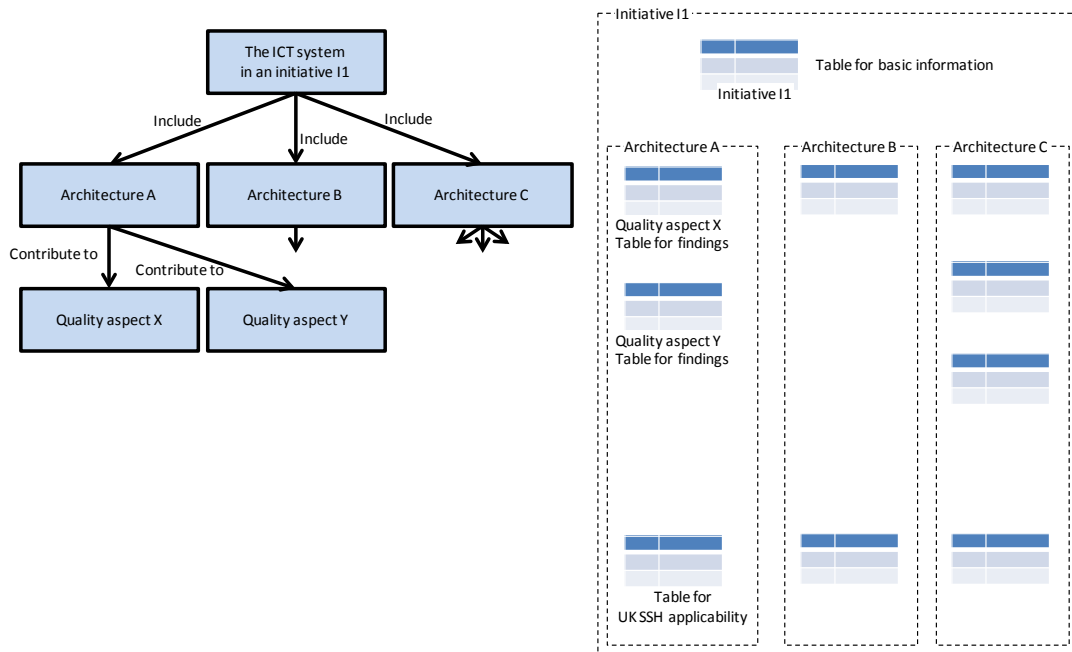 The ICT system
in an initiative I1
Include
Include
Include
Architecture A
Architecture B
Architecture C
Contribute to
Contribute to
Quality aspect X
Quality aspect Y
Initiative I1
Table for basic information
Initiative I1
Architecture A
Architecture B
Architecture C
Quality aspect X
Table for findings
Quality aspect Y
Table for findings
Table for
UKSSH applicability